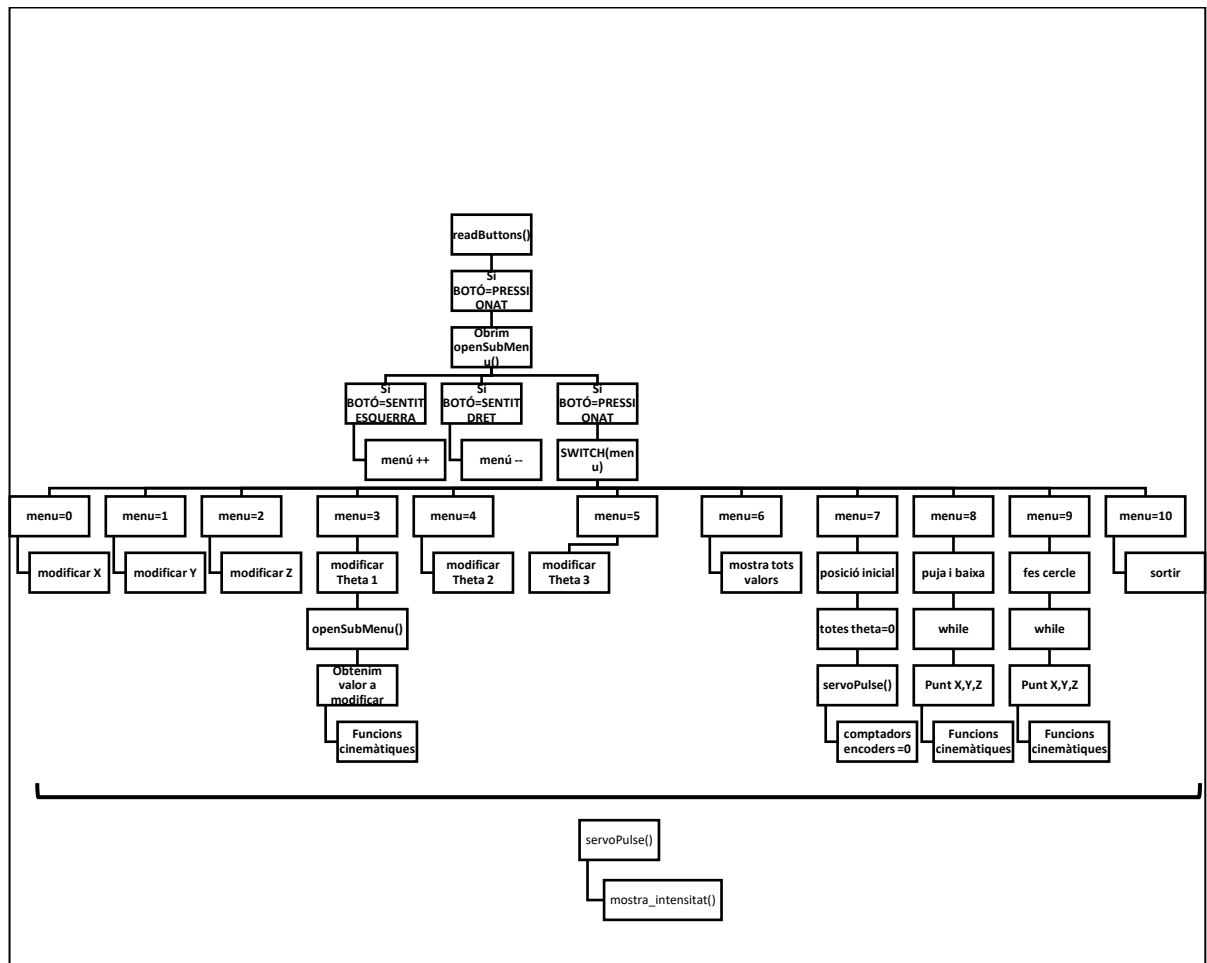 readButtons()
Si
BOTÓ=PRESSI
ONAT
Obrim
openSubMen
u()
Si
BOTÓ=SENTIT
ESQUERRA
Si
BOTÓ=SENTIT
DRET
Si
BOTÓ=PRESSI
ONAT
menú ++
menú --
SWITCH(men
u)
menu=0
menu=1
menu=2
menu=3
menu=4
menu=5
menu=6
menu=7
menu=8
menu=9
menu=10
modificar X
modificar Y
modificar Z
modificar
Theta 1
modificar
Theta 2
modificar
Theta 3
mostra tots
valors
posició inicial
puja i baixa
fes cercle
sortir
openSubMenu()
totes theta=0
while
while
Obtenim
valor a
modificar
servoPulse()
Punt X,Y,Z
Punt X,Y,Z
Funcions
cinemàtiques
comptadors
encoders =0
Funcions
cinemàtiques
Funcions
cinemàtiques
servoPulse()
mostra_intensitat()